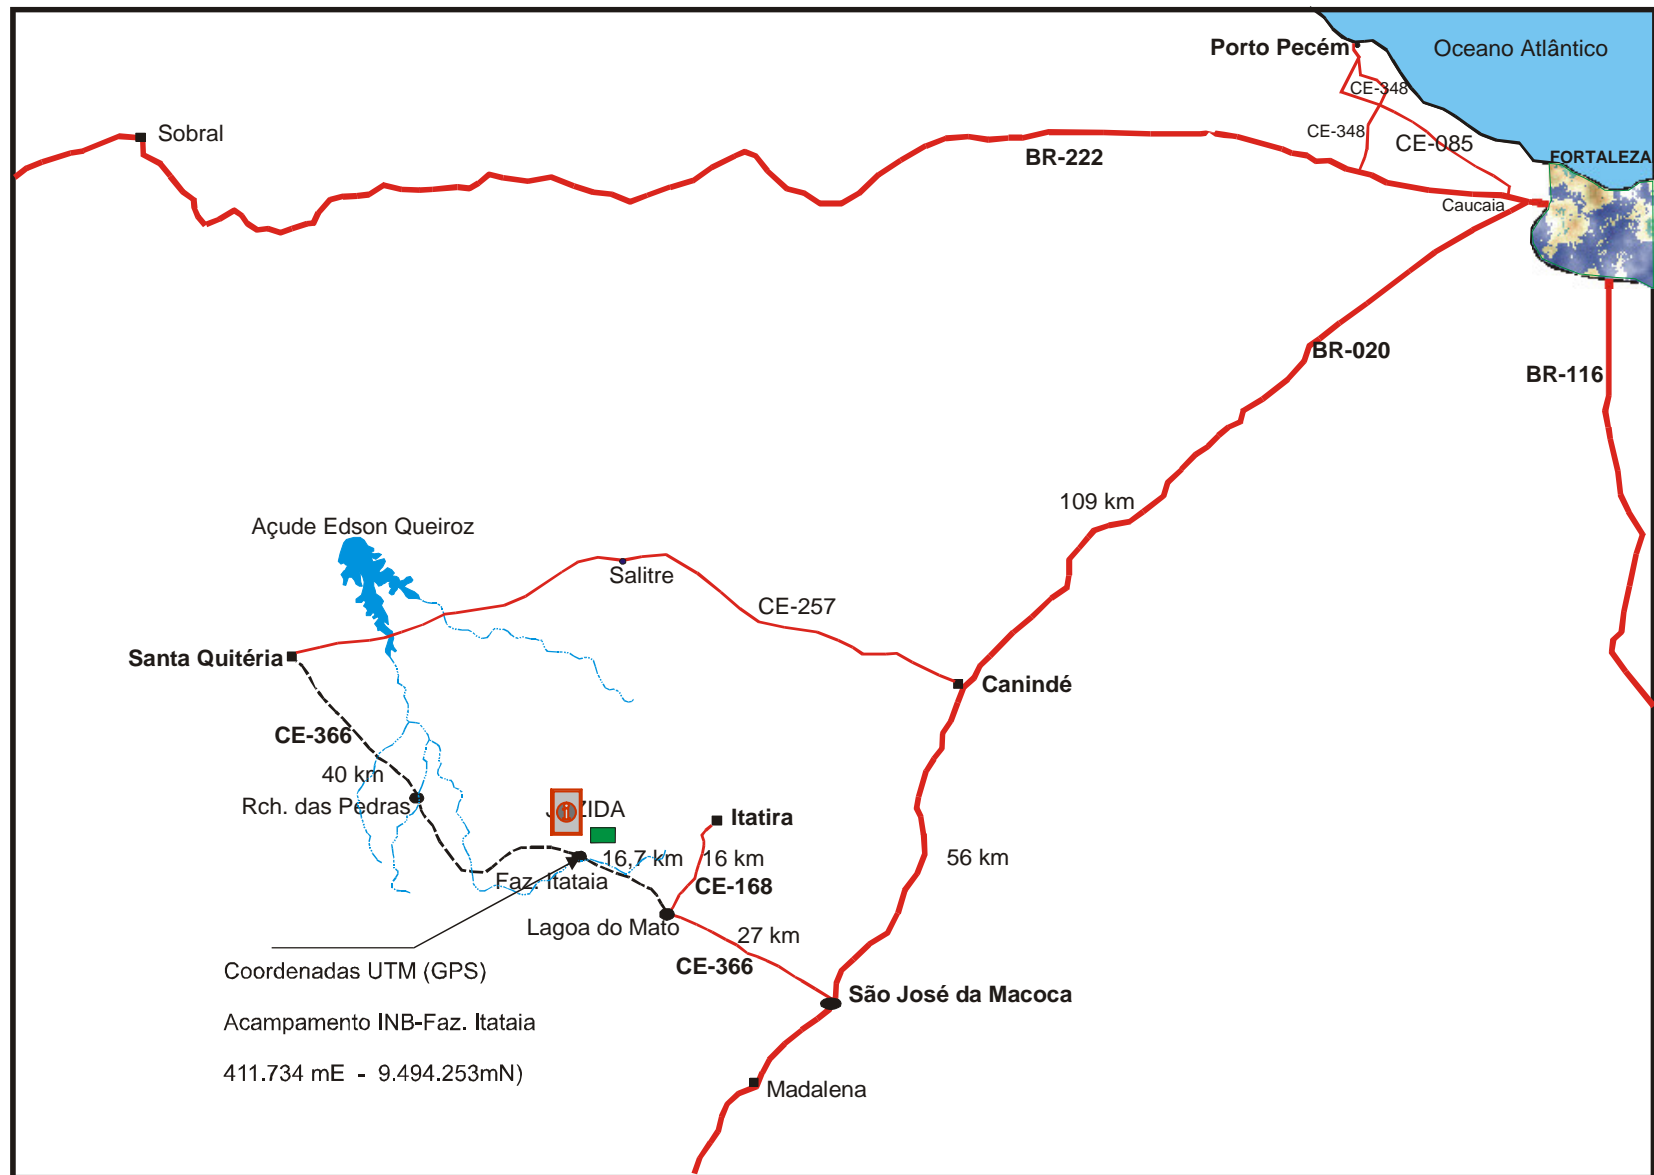 Porto Pecém
Oceano Atlântico
CE-348
Sobral
CE-348
CE-085
BR-222
FORTALEZA
Caucaia
BR-020
BR-116
109 km
Açude Edson Queiroz
Salitre
CE-257
Santa Quitéria
Canindé
CE-366
40 km
Rch. das Pedras
ZIDA
Itatira
16,7 km
16 km
56 km
Faz. Itataia
CE-168
Lagoa do Mato
27 km
CE-366
Coordenadas UTM (GPS)
São José da Macoca
Acampamento INB-Faz. Itataia
411.734 mE - 9.494.253mN)
Madalena